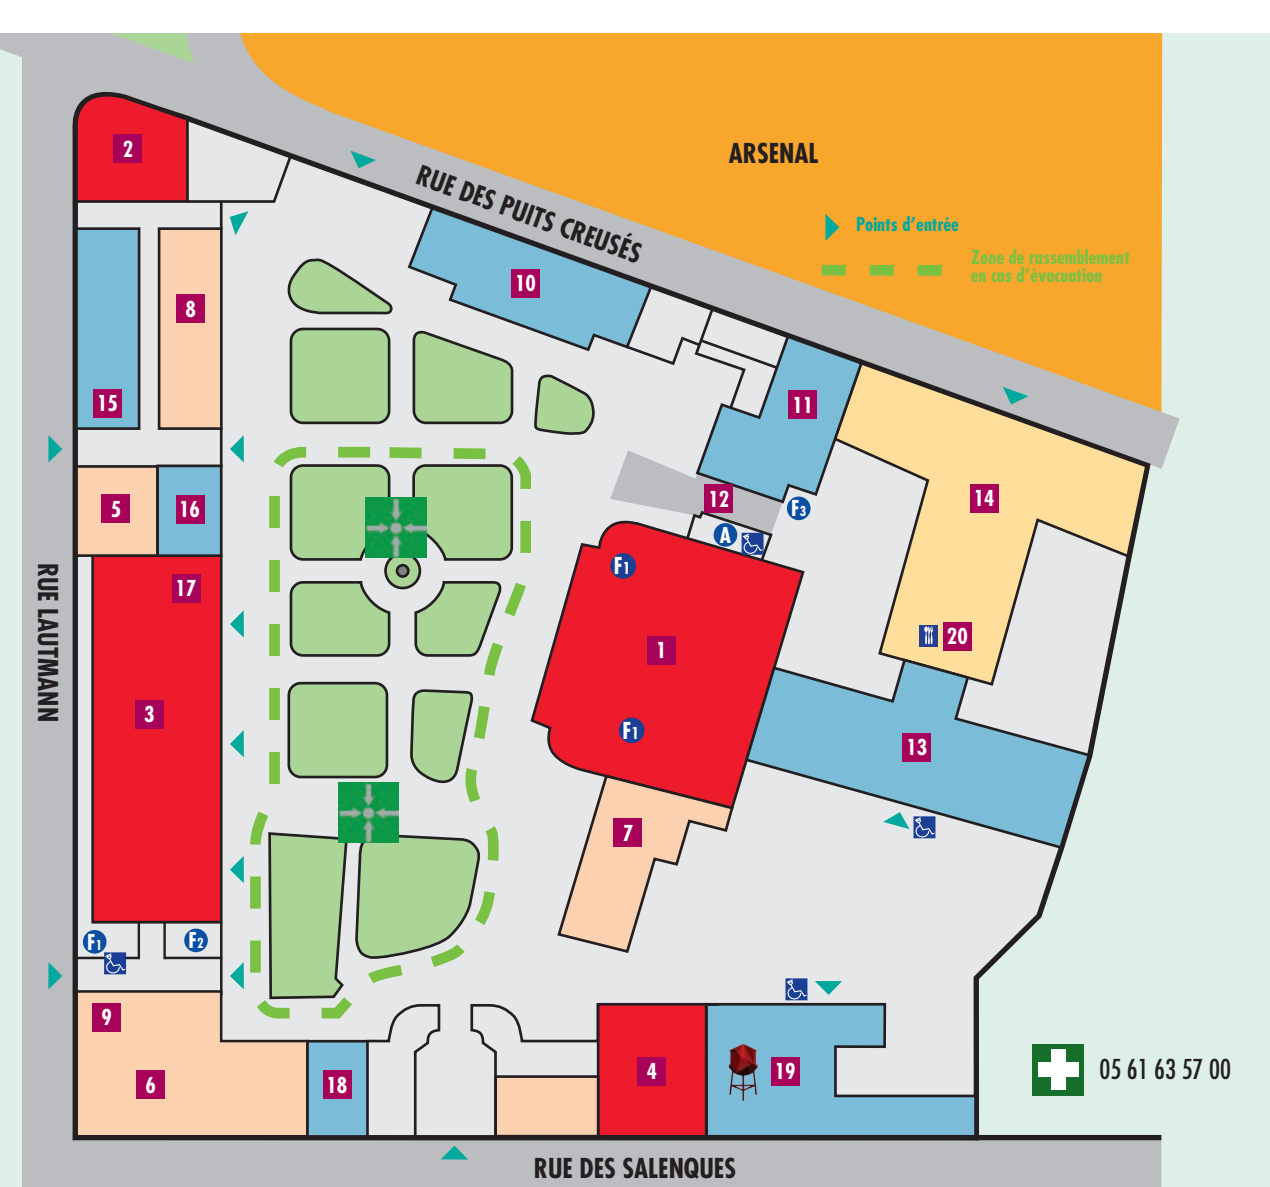 ARSENAL
RUE DES PUITS CREUSÉS
Points d'entrée
Zone de rassemblement
en cas d'évacuation
2
10
8
15
11
14
5
16
12
F3
A
F1
17
1
20
RUE LAUTMANN
3
F1
13
7
F1
F2
9
6
18
4
19
05 61 63 57 00
RUE DES SALENQUES